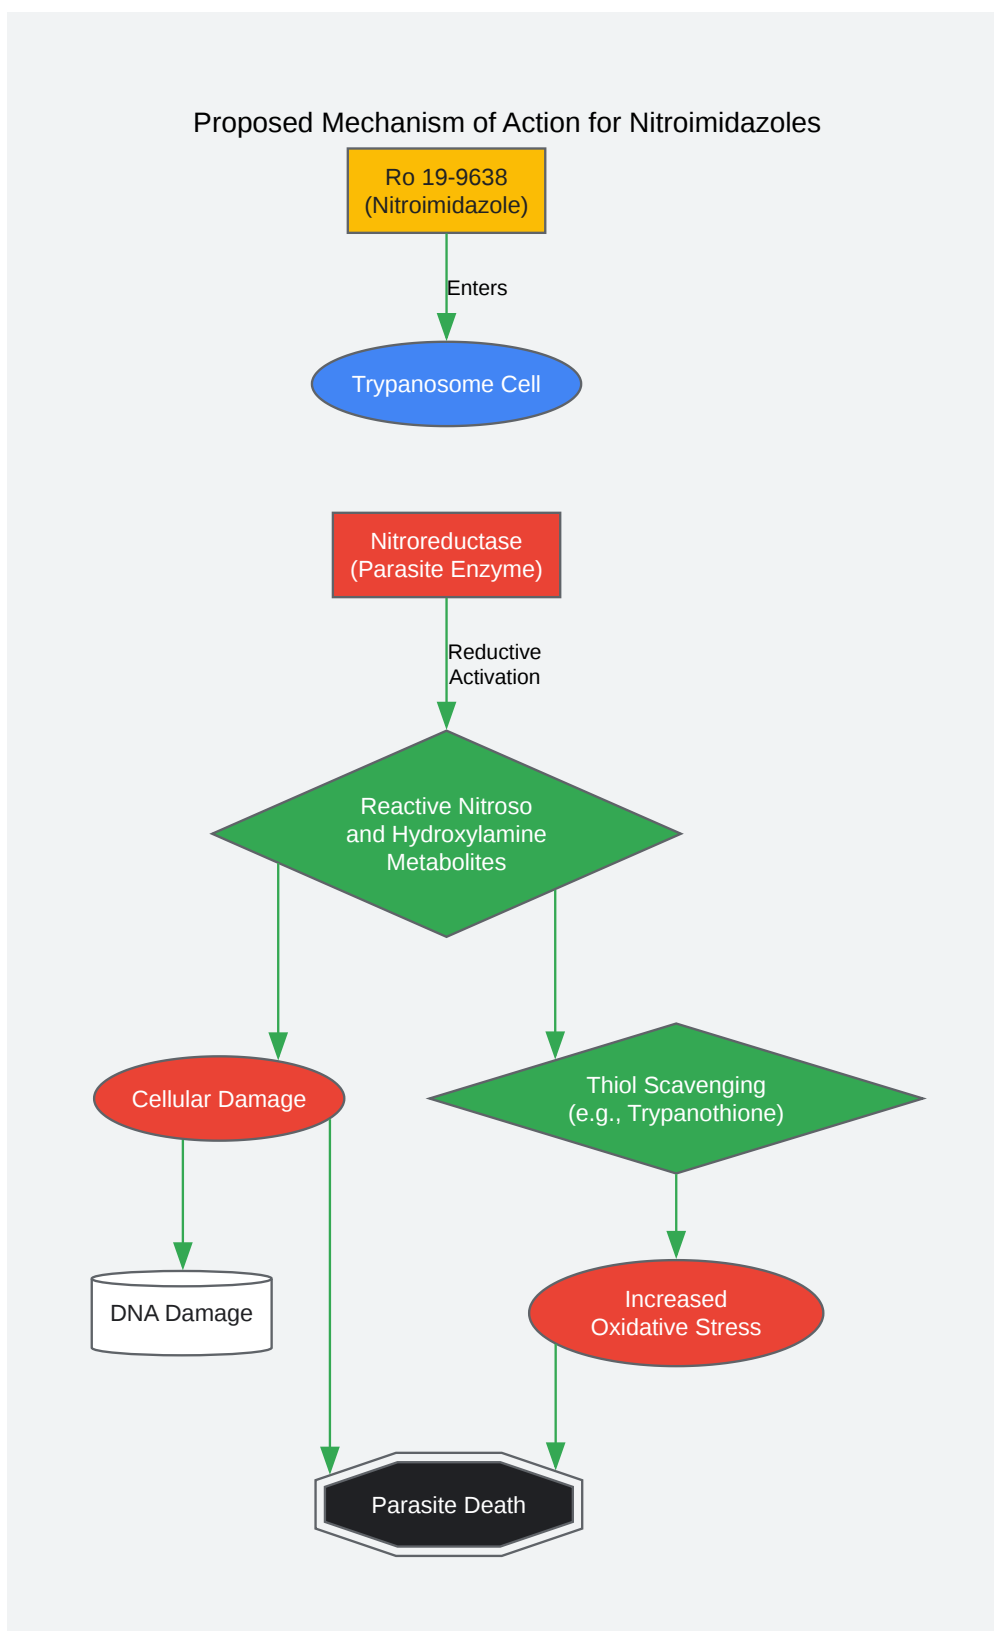 Proposed Mechanism of Action for Nitroimidazoles
Ro 19-9638
(Nitroimidazole)
Enters
Trypanosome Cell
Nitroreductase
(Parasite Enzyme)
Reductive
Activation
Reactive Nitroso
and Hydroxylamine
Metabolites
Cellular Damage
Thiol Scavenging
(e.g., Trypanothione)
DNA Damage
Increased
Oxidative Stress
Parasite Death